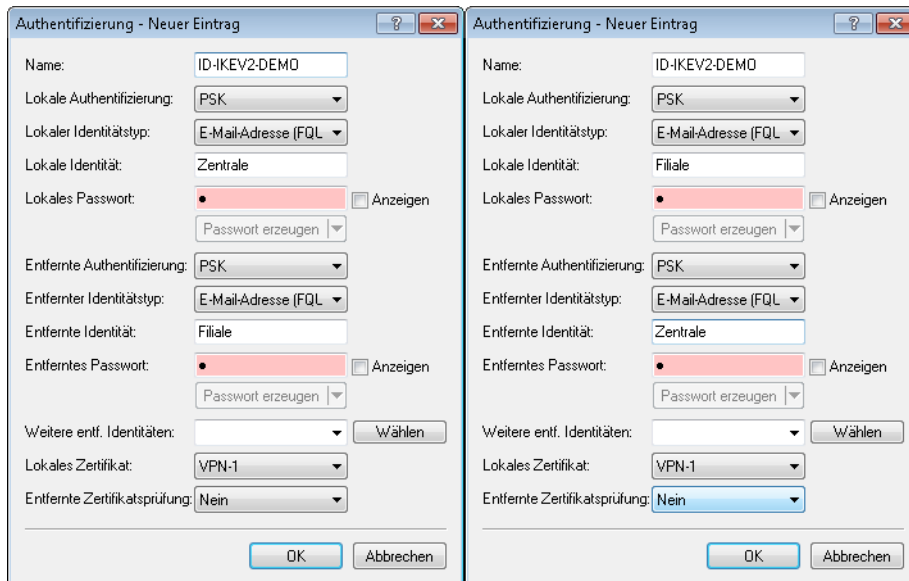 Authentifizierung - Neuer Eintrag
Name: ID-IKEV2-DEMO
Lokale Authentifizierung: PSK
Lokaler Identitätstyp: E-Mail-Adresse (FQL
Lokale Identität: Zentrale
Lokales Passwort: ● Anzeigen
Passwort erzeugen
Entfernte Authentifizierung: PSK
Entfernter Identitätstyp: E-Mail-Adresse (FQL
Entfernte Identität: Filiale
Entferntes Passwort: ● Anzeigen
Passwort erzeugen
Weitere entf. Identitäten: Wählen
Lokales Zertifikat: VPN-1
Entfernte Zertifikatsprüfung: Nein
OK Abbrechen
Authentifizierung - Neuer Eintrag
Name: ID-IKEV2-DEMO
Lokale Authentifizierung: PSK
Lokaler Identitätstyp: E-Mail-Adresse (FQL
Lokale Identität: Filiale
Lokales Passwort: ● Anzeigen
Passwort erzeugen
Entfernte Authentifizierung: PSK
Entfernter Identitätstyp: E-Mail-Adresse (FQL
Entfernte Identität: Zentrale
Entferntes Passwort: ● Anzeigen
Passwort erzeugen
Weitere entf. Identitäten: Wählen
Lokales Zertifikat: VPN-1
Entfernte Zertifikatsprüfung: Nein
OK Abbrechen